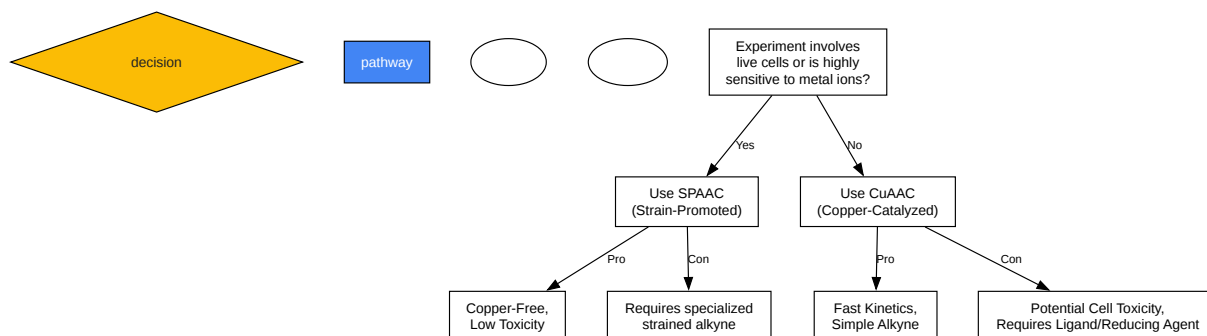 decision
pathway
Experiment involves
live cells or is highly
sensitive to metal ions?
Yes
No
Use SPAAC
(Strain-Promoted)
Use CuAAC
(Copper-Catalyzed)
Pro
Con
Pro
Con
Copper-Free,
Low Toxicity
Requires specialized
strained alkyne
Fast Kinetics,
Simple Alkyne
Potential Cell Toxicity,
Requires Ligand/Reducing Agent